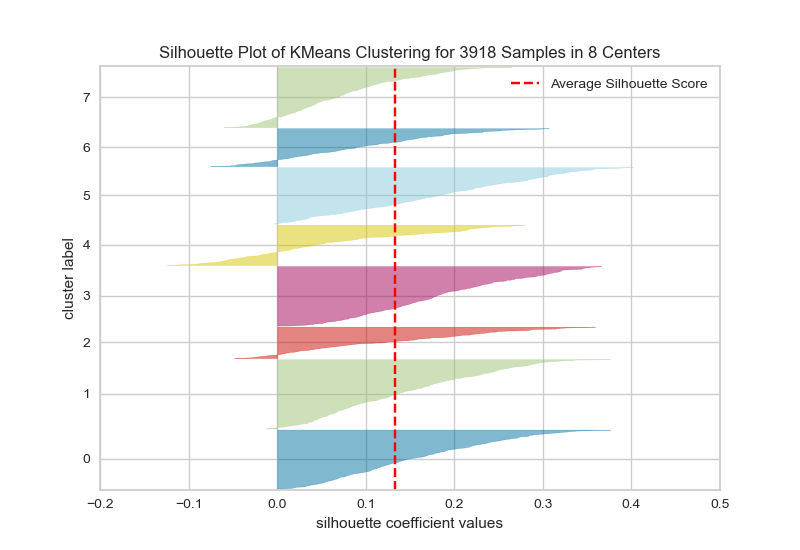 Silhouette Plot of KMeans Clustering for 3918 Samples in 8 Centers
Average Silhouette Score
7
6
5
4
3
2
1
0
cluster label
−0.2 −0.1 0.0 0.1 0.2 0.3 0.4 0.5
silhouette coefficient values